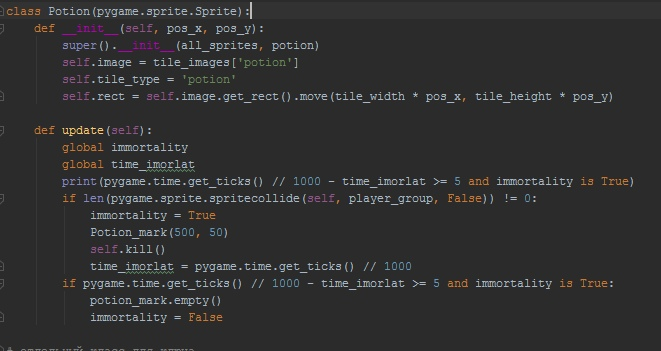 class Potion(pygame.sprite.Sprite):
    def __init__(self, pos_x, pos_y):
        super().__init__(all_sprites, potion)
        self.image = tile_images['potion']
        self.tile_type = 'potion'
        self.rect = self.image.get_rect().move(tile_width * pos_x, tile_height * pos_y)

    def update(self):
        global immortality
        global time_imorlat
        print(pygame.time.get_ticks() // 1000 - time_imorlat >= 5 and immortality is True)
        if len(pygame.sprite.spritecollide(self, player_group, False)) != 0:
            immortality = True
            Potion_mark(500, 50)
            self.kill()
            time_imorlat = pygame.time.get_ticks() // 1000
        if pygame.time.get_ticks() // 1000 - time_imorlat >= 5 and immortality is True:
            potion_mark.empty()
            immortality = False